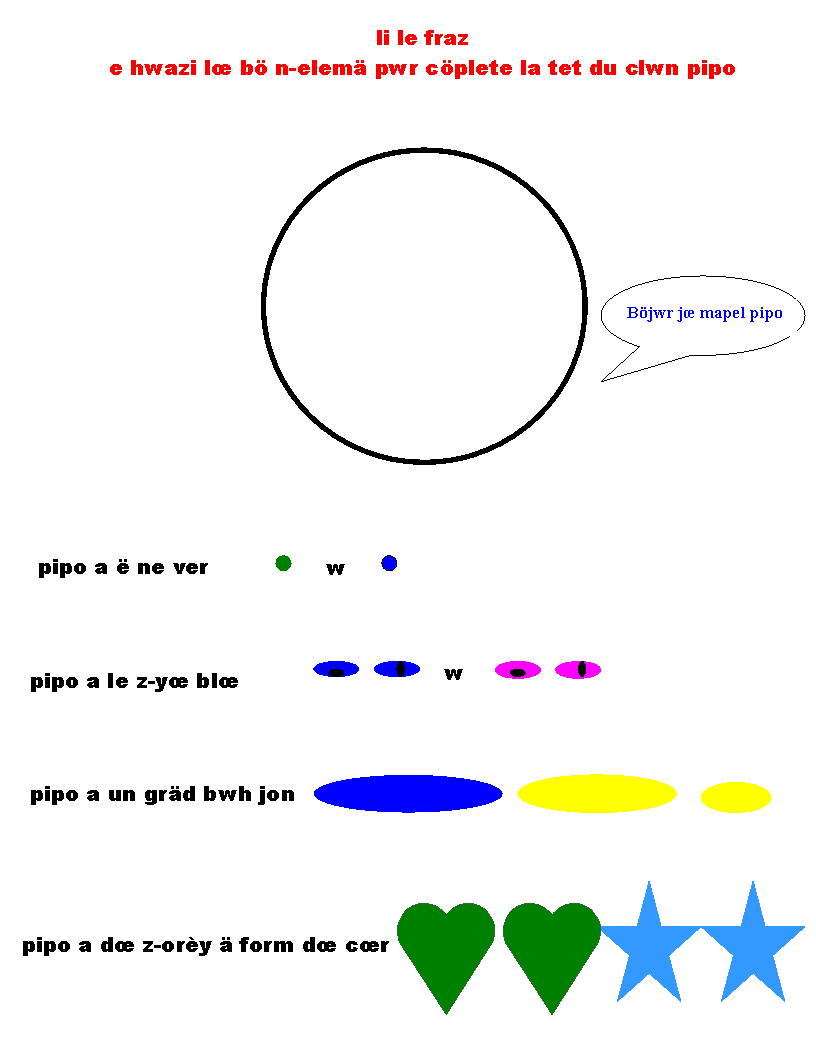 li le fraz
e hwazi lœ bö n-elemä pwr cöplete la tet du clwn pipo
Böjwr jœ mapel pipo
pipo a ë ne ver w
pipo a le z-yœ blœ w
pipo a un gräd bwh jon
pipo a dœ z-orèy ä form dœ cœr